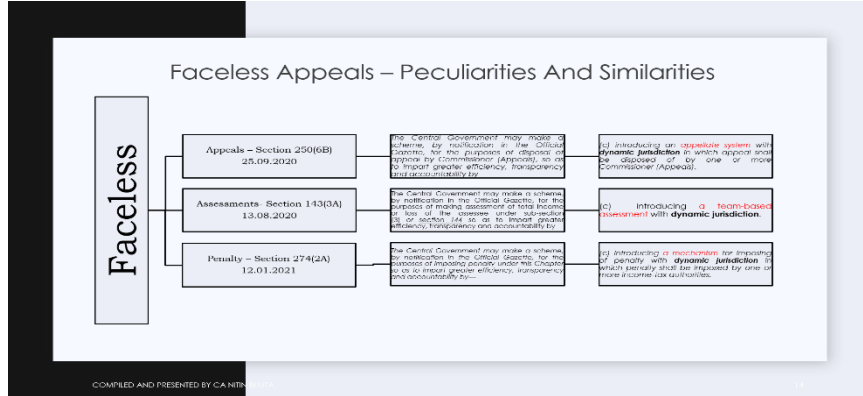 Faceless Appeals – Peculiarities And Similarities
Faceless
Appeals – Section 250(6B)
25.09.2020
The Central Government may make a
scheme, by notification in the Official
Gazette, for the purposes of disposal of
appeal by Commissioner (Appeals), so as
to impart greater efficiency, transparency
and accountability by
(c) introducing an appellate system with
dynamic jurisdiction in which appeal shall
be disposed of by one or more
Commissioner (Appeals).
Assessments- Section 143(3A)
13.08.2020
The Central Government may make a scheme,
by notification in the Official Gazette, for the
purposes of making assessment of total income
or loss of the assessee under sub-section
(3) or section 144 so as to impart greater
efficiency, transparency and accountability by
(c) introducing a team-based
assessment with dynamic jurisdiction.
Penalty – Section 274(2A)
12.01.2021
The Central Government may make a scheme,
by notification in the Official Gazette, for the
purposes of imposing penalty under this Chapter
so as to impart greater efficiency, transparency
and accountability by—
(c) introducing a mechanism for imposing
of penalty with dynamic jurisdiction in
which penalty shall be imposed by one or
more income-tax authorities.
COMPILED AND PRESENTED BY CA NITIN